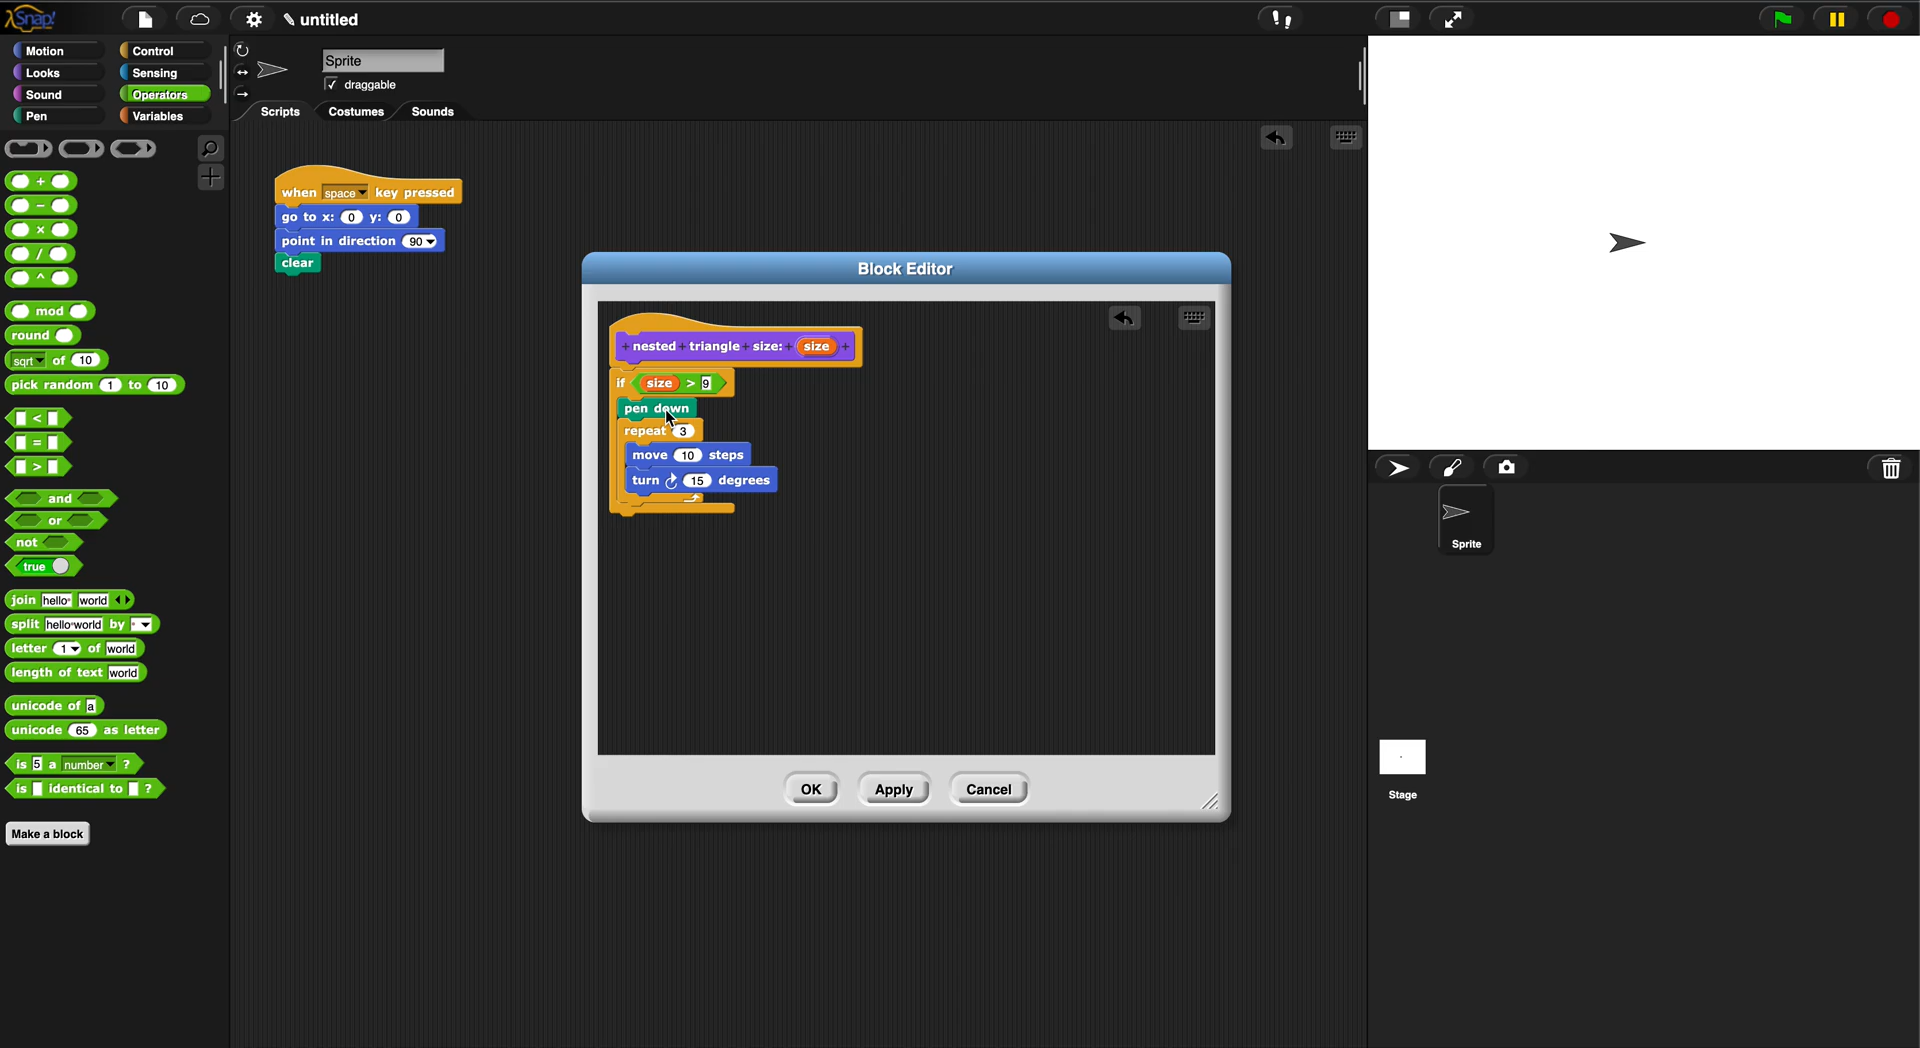 Snap!
untitled
Motion
Control
Looks
Sensing
Sound
Operators
Pen
Variables
Sprite
draggable
Scripts
Costumes
Sounds
+
−
×
/
^
mod
round
sqrt of 10
pick random 1 to 10
<
=
>
and
or
not
true
join hello world
split hello world by
letter 1 of world
length of text world
unicode of a
unicode 65 as letter
is 5 a number ?
is identical to ?
Make a block
when space key pressed
go to x: 0 y: 0
point in direction 90
clear
Block Editor
+ nested + triangle + size: + size +
if size > 9
pen down
repeat 3
move 10 steps
turn 15 degrees
OK
Apply
Cancel
Sprite
Stage